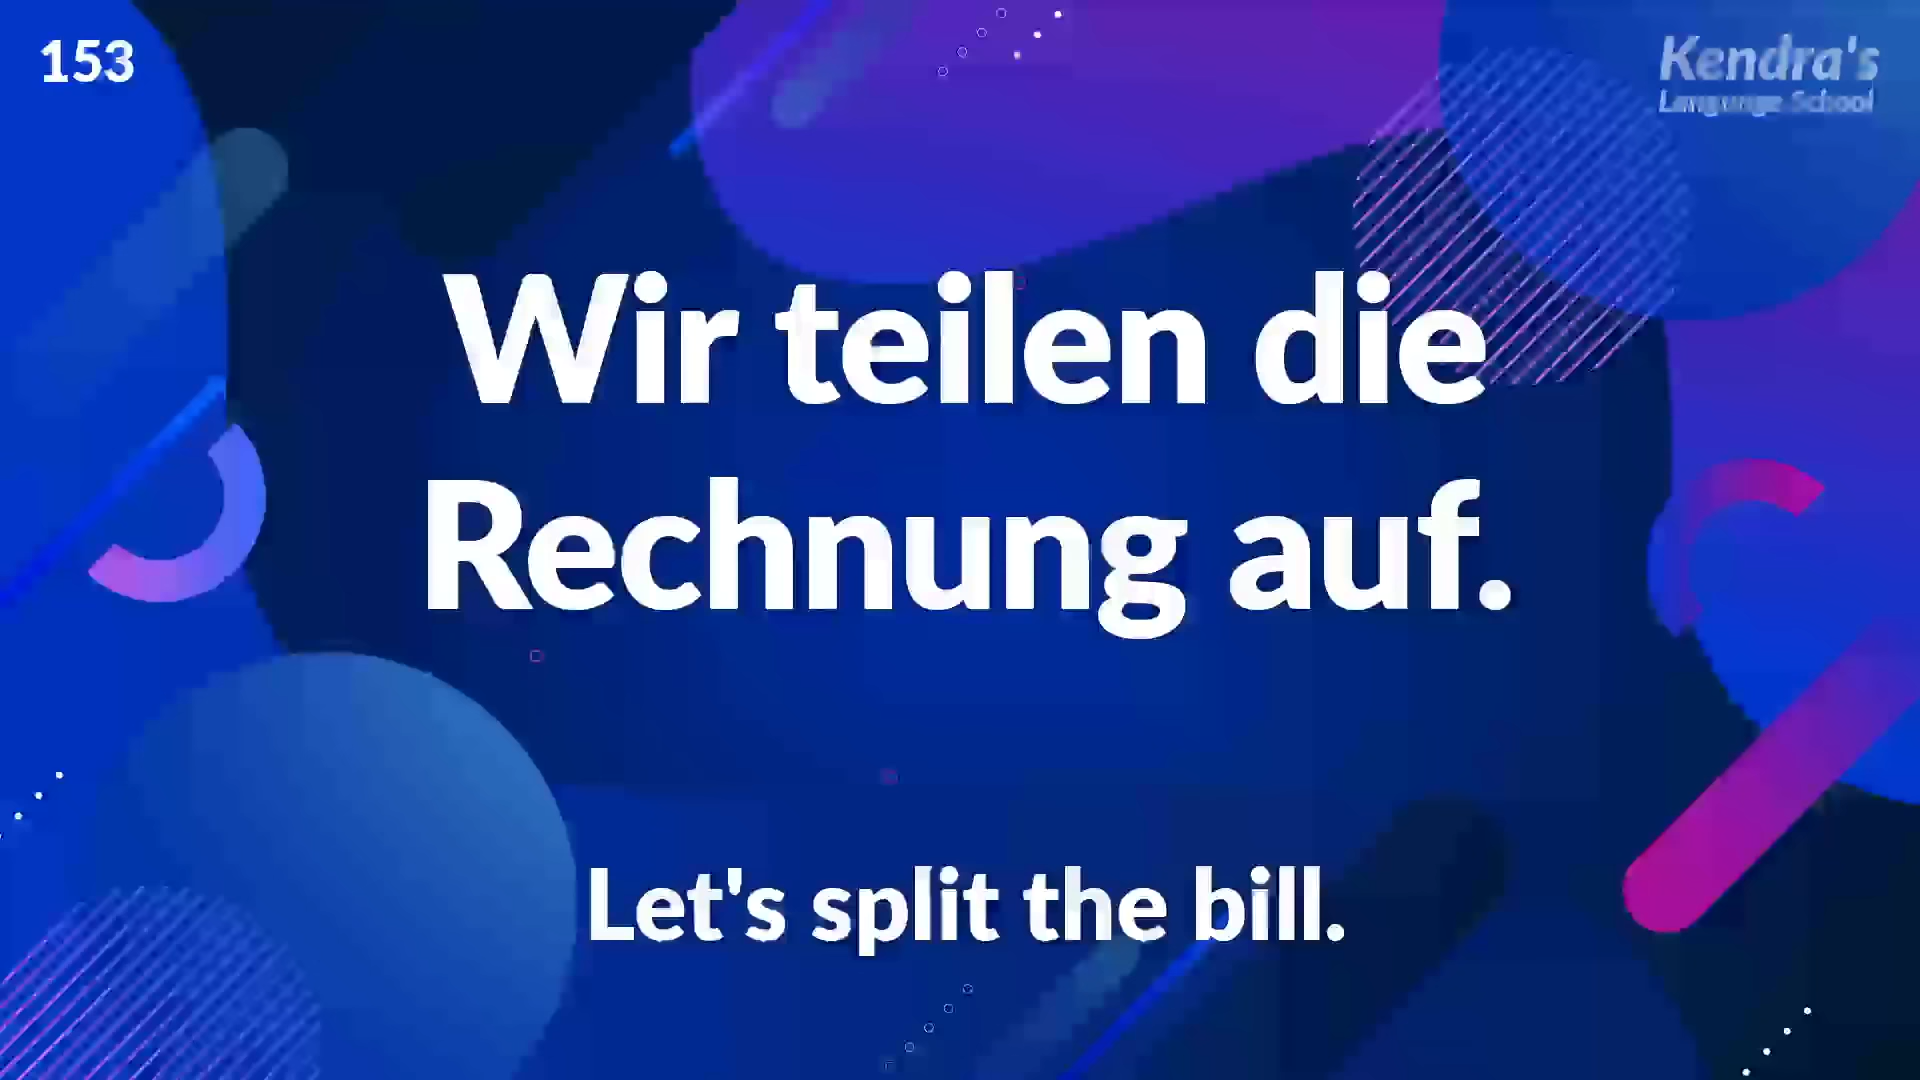 153
Kendra's
Language School
Wir teilen die
Rechnung auf.
Let's split the bill.